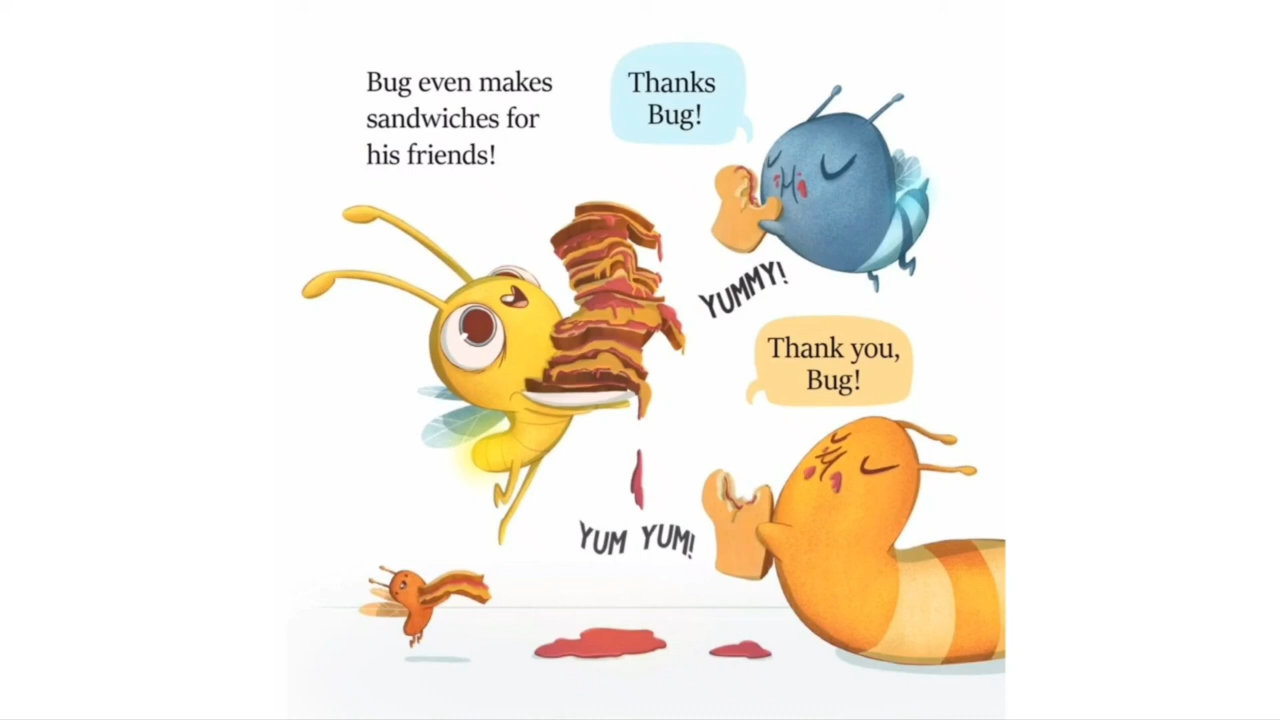 Bug even makes
sandwiches for
his friends!
Thanks
Bug!
YUMMY!
Thank you,
Bug!
YUM YUM!